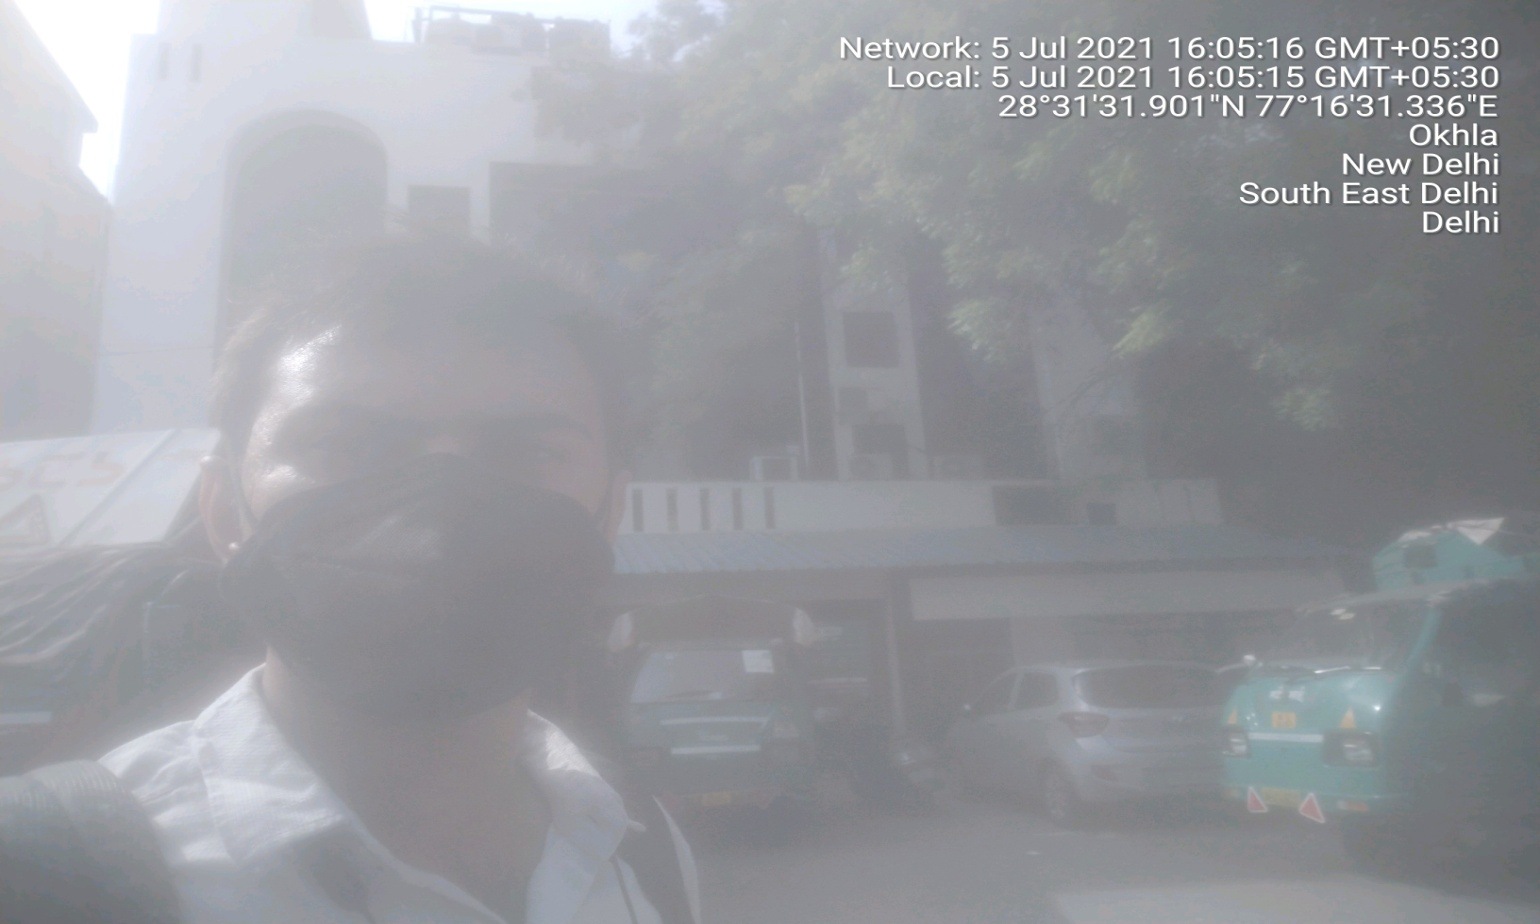 Network: 5 Jul 2021 16:05:16 GMT+05:30
Local: 5 Jul 2021 16:05:15 GMT+05:30
28°31'31.901"N 77°16'31.336"E
Okhla
New Delhi
South East Delhi
Delhi